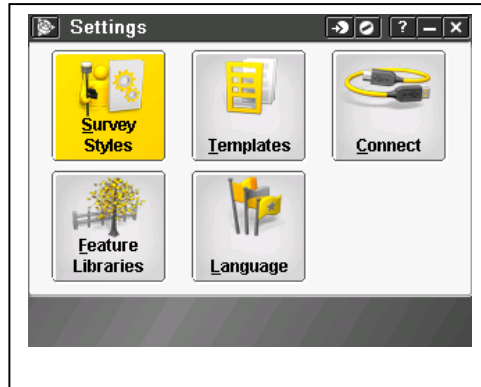 Settings
?
Survey
Styles
Templates
Connect
Feature
Libraries
Language